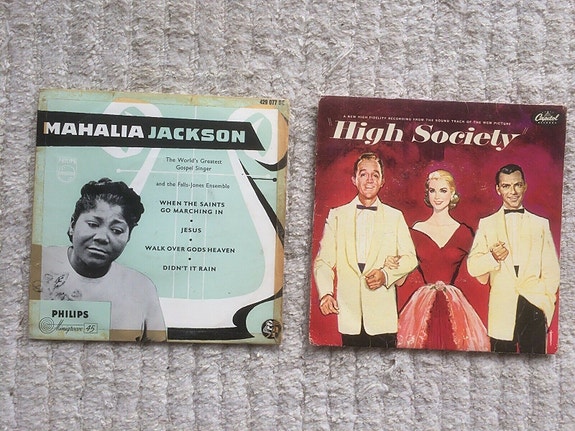 429 077 BE
MAHALIA JACKSON
The World's Greatest
Gospel Singer
and the Falls-Jones Ensemble
WHEN THE SAINTS
GO MARCHING IN
JESUS
WALK OVER GODS HEAVEN
DIDN'T IT RAIN
PHILIPS
Minigroove 45
Capitol
RECORDS
A NEW HIGH FIDELITY RECORDING FROM THE SOUND TRACK OF THE MGM PICTURE
"High Society"